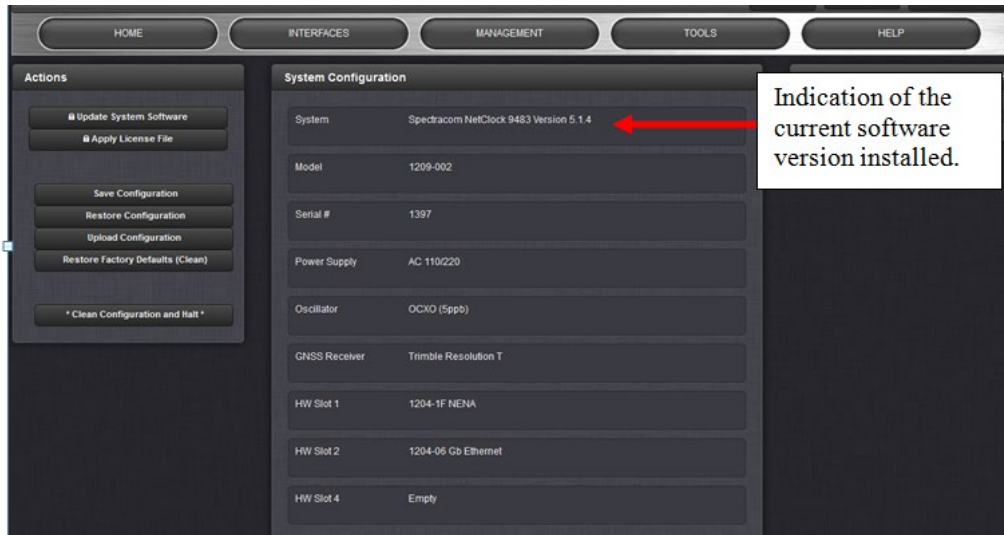 HOME INTERFACES MANAGEMENT TOOLS HELP
Actions
Update System Software
Apply License File
Save Configuration
Restore Configuration
Upload Configuration
Restore Factory Defaults (Clean)
* Clean Configuration and Halt *
System Configuration
System Spectracom NetClock 9483 Version 5.1.4
Model 1209-002
Serial # 1397
Power Supply AC 110/220
Oscillator OCXO (5ppb)
GNSS Receiver Trimble Resolution T
HW Slot 1 1204-1F NENA
HW Slot 2 1204-06 Gb Ethernet
HW Slot 4 Empty
Indication of the
current software
version installed.